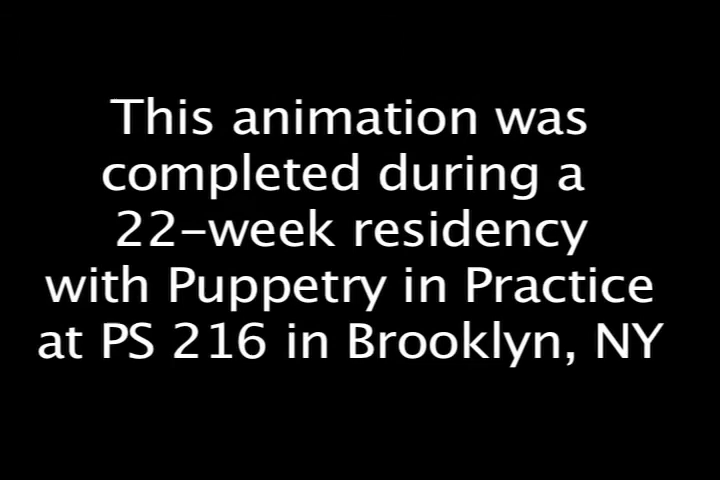 This animation was
completed during a
22-week residency
with Puppetry in Practice
at PS 216 in Brooklyn, NY